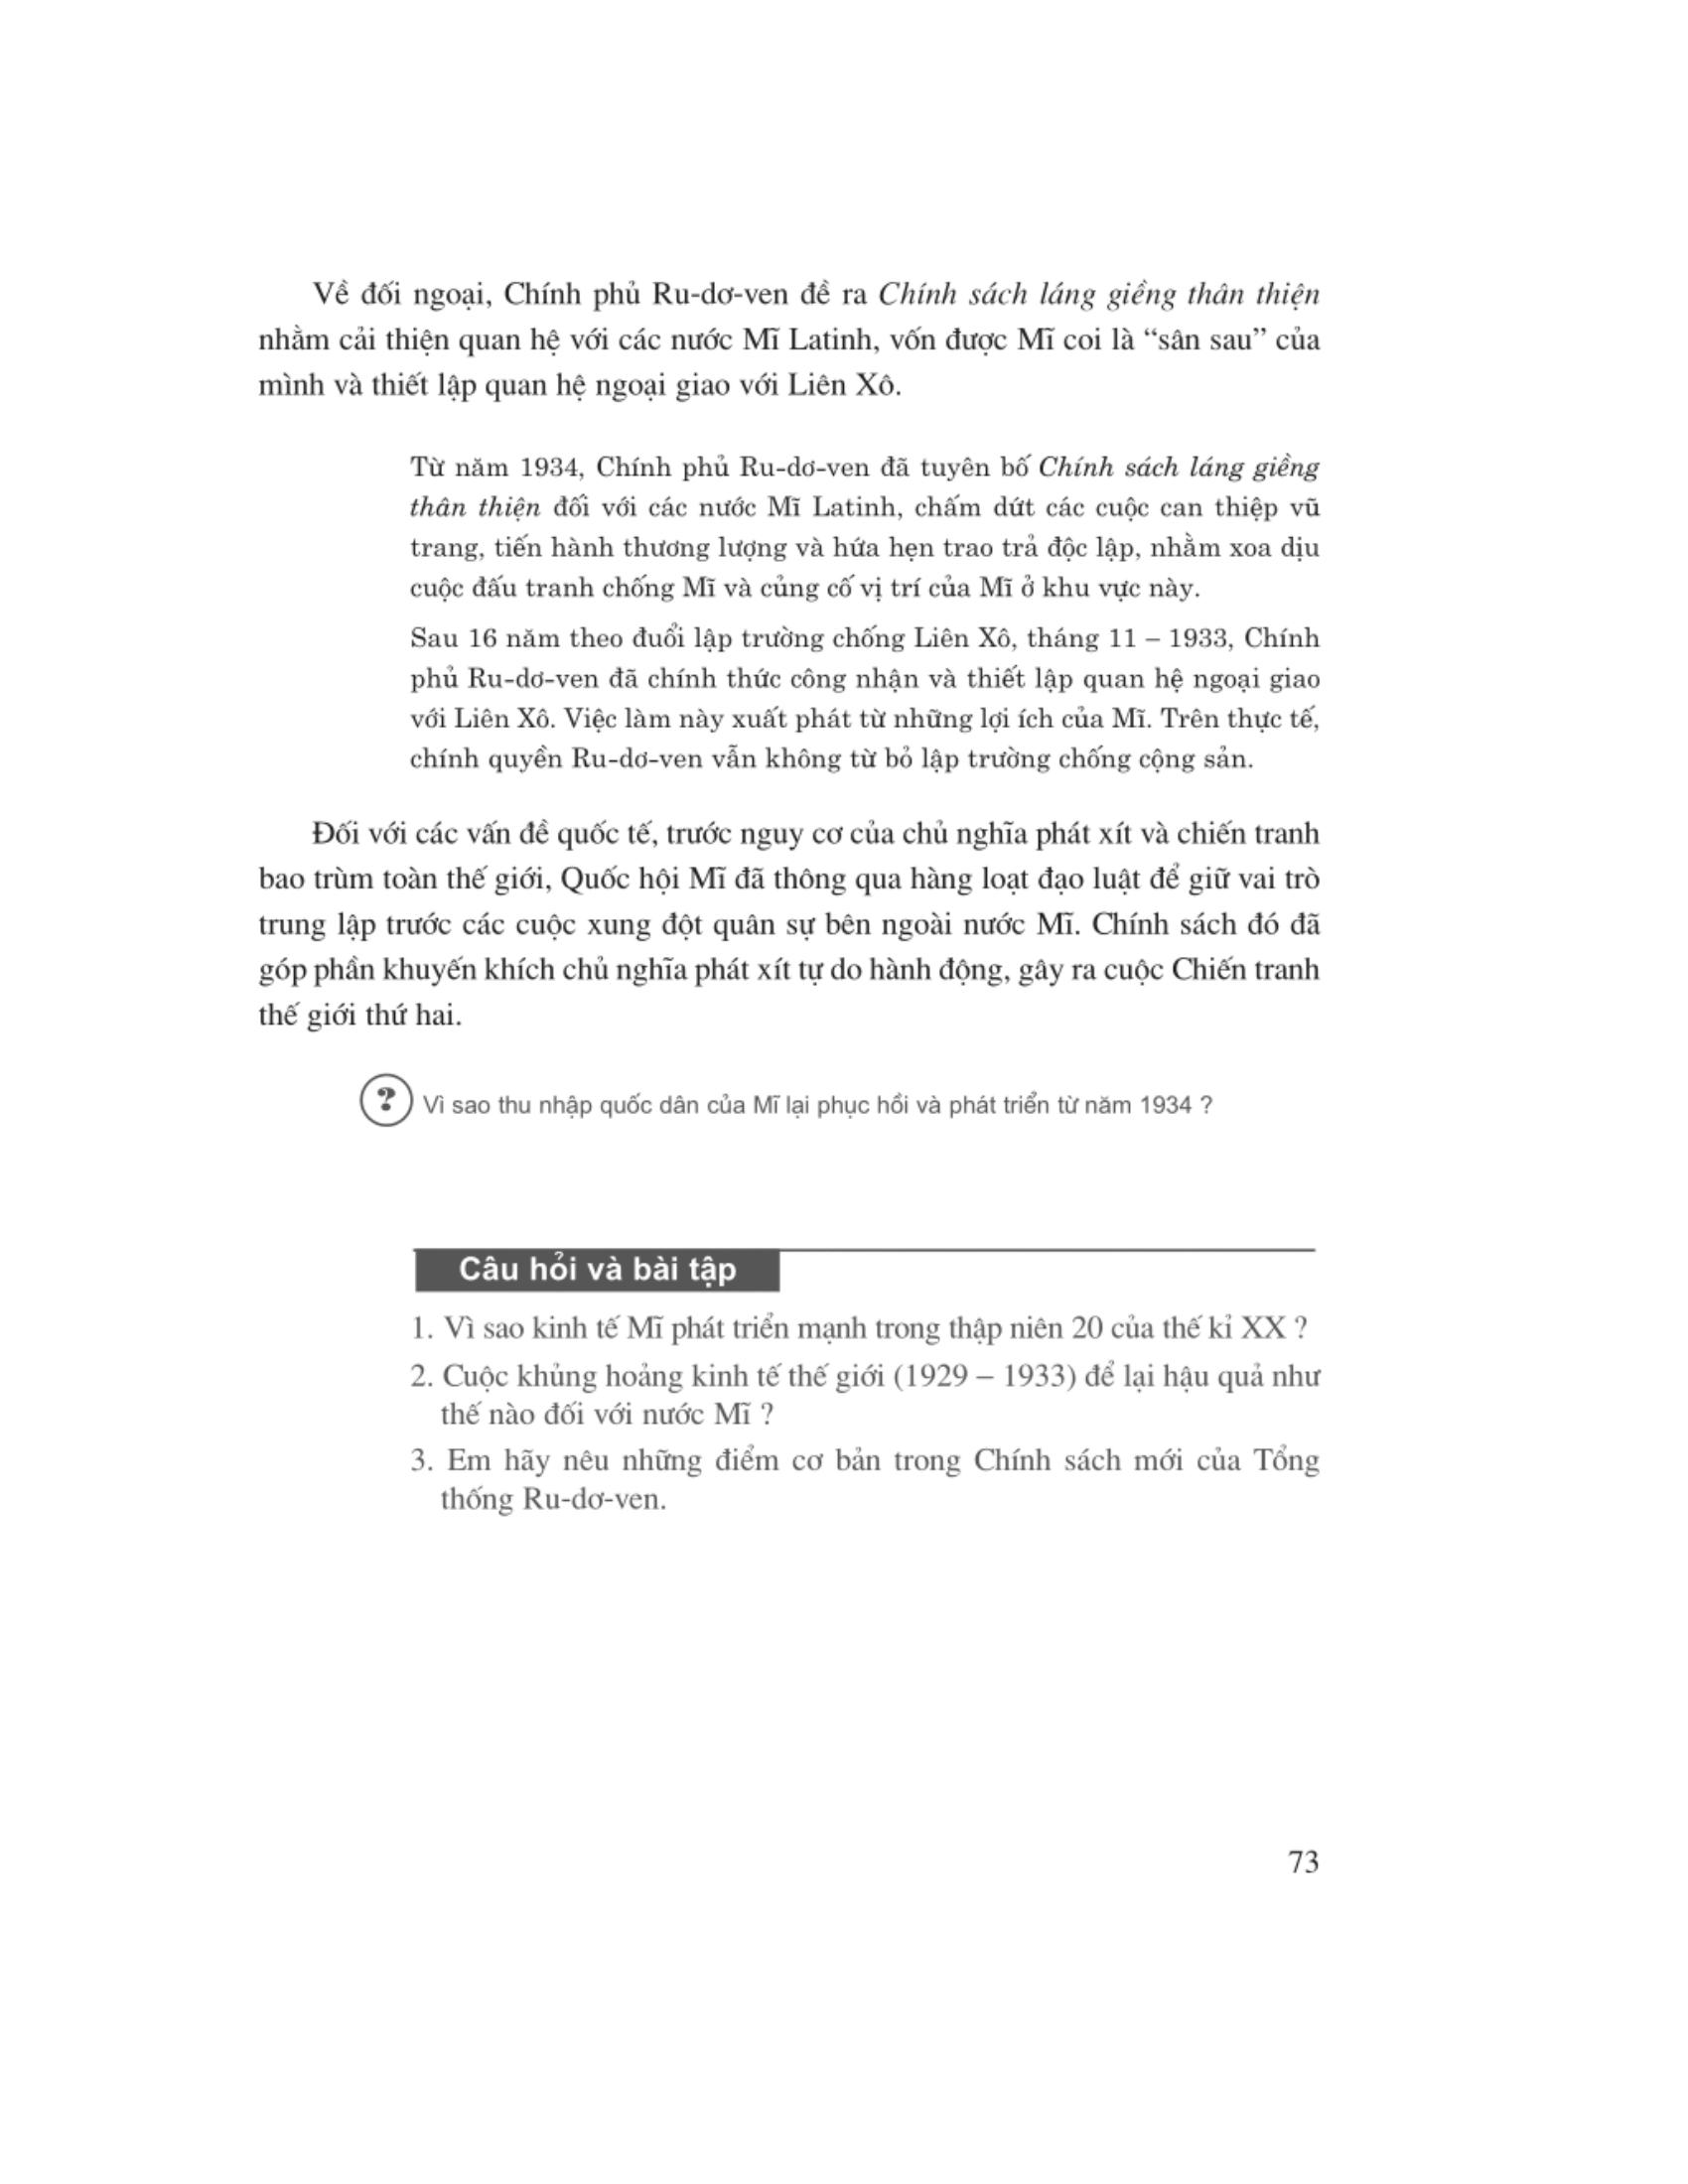 Về đối ngoại, Chính phủ Ru-dơ-ven đề ra Chính sách láng giềng thân thiện
nhằm cải thiện quan hệ với các nước Mĩ Latinh, vốn được Mĩ coi là “sân sau” của
mình và thiết lập quan hệ ngoại giao với Liên Xô.
Từ năm 1934, Chính phủ Ru-dơ-ven đã tuyên bố Chính sách láng giềng
thân thiện đối với các nước Mĩ Latinh, chấm dứt các cuộc can thiệp vũ
trang, tiến hành thương lượng và hứa hẹn trao trả độc lập, nhằm xoa dịu
cuộc đấu tranh chống Mĩ và củng cố vị trí của Mĩ ở khu vực này.
Sau 16 năm theo đuổi lập trường chống Liên Xô, tháng 11 – 1933, Chính
phủ Ru-dơ-ven đã chính thức công nhận và thiết lập quan hệ ngoại giao
với Liên Xô. Việc làm này xuất phát từ những lợi ích của Mĩ. Trên thực tế,
chính quyền Ru-dơ-ven vẫn không từ bỏ lập trường chống cộng sản.
Đối với các vấn đề quốc tế, trước nguy cơ của chủ nghĩa phát xít và chiến tranh
bao trùm toàn thế giới, Quốc hội Mĩ đã thông qua hàng loạt đạo luật để giữ vai trò
trung lập trước các cuộc xung đột quân sự bên ngoài nước Mĩ. Chính sách đó đã
góp phần khuyến khích chủ nghĩa phát xít tự do hành động, gây ra cuộc Chiến tranh
thế giới thứ hai.
? Vì sao thu nhập quốc dân của Mĩ lại phục hồi và phát triển từ năm 1934 ?
Câu hỏi và bài tập
1. Vì sao kinh tế Mĩ phát triển mạnh trong thập niên 20 của thế kỉ XX ?
2. Cuộc khủng hoảng kinh tế thế giới (1929 – 1933) để lại hậu quả như
thế nào đối với nước Mĩ ?
3. Em hãy nêu những điểm cơ bản trong Chính sách mới của Tổng
thống Ru-dơ-ven.
73